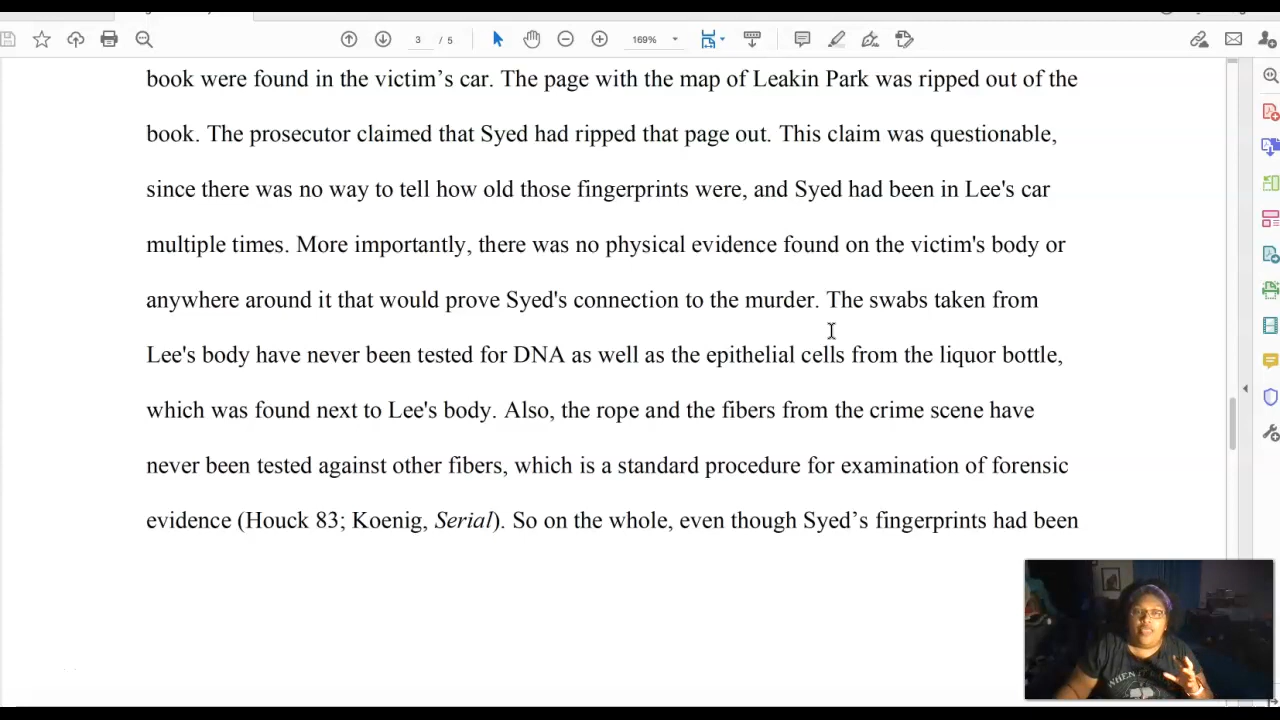 3 / 5
169%
book were found in the victim’s car. The page with the map of Leakin Park was ripped out of the
book. The prosecutor claimed that Syed had ripped that page out. This claim was questionable,
since there was no way to tell how old those fingerprints were, and Syed had been in Lee's car
multiple times. More importantly, there was no physical evidence found on the victim's body or
anywhere around it that would prove Syed's connection to the murder. The swabs taken from
Lee's body have never been tested for DNA as well as the epithelial cells from the liquor bottle,
which was found next to Lee's body. Also, the rope and the fibers from the crime scene have
never been tested against other fibers, which is a standard procedure for examination of forensic
evidence (Houck 83; Koenig, Serial). So on the whole, even though Syed’s fingerprints had been
WHEN